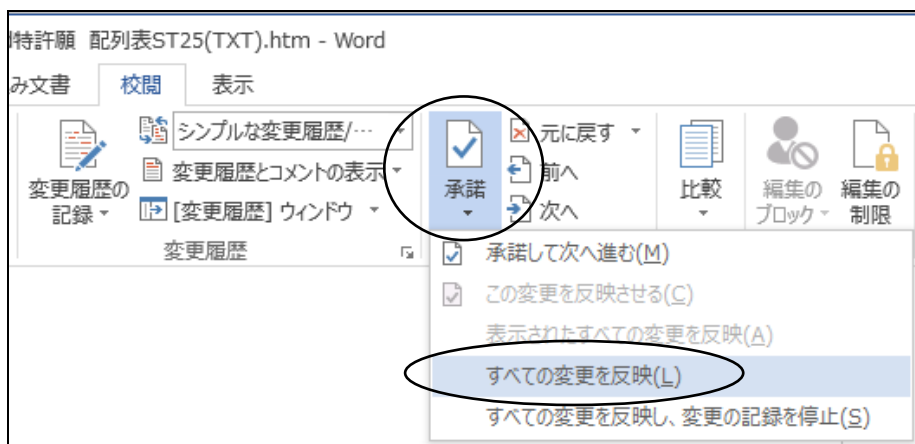 特許願 配列表ST25(TXT).htm - Word
み文書 校閲 表示
シンプルな変更履歴/…
変更履歴とコメントの表示
[変更履歴] ウィンドウ
変更履歴の
記録
変更履歴
承諾
元に戻す
前へ
次へ
比較
編集の
ブロック
編集の
制限
承諾して次へ進む(M)
この変更を反映させる(C)
表示されたすべての変更を反映(A)
すべての変更を反映(L)
すべての変更を反映し、変更の記録を停止(S)